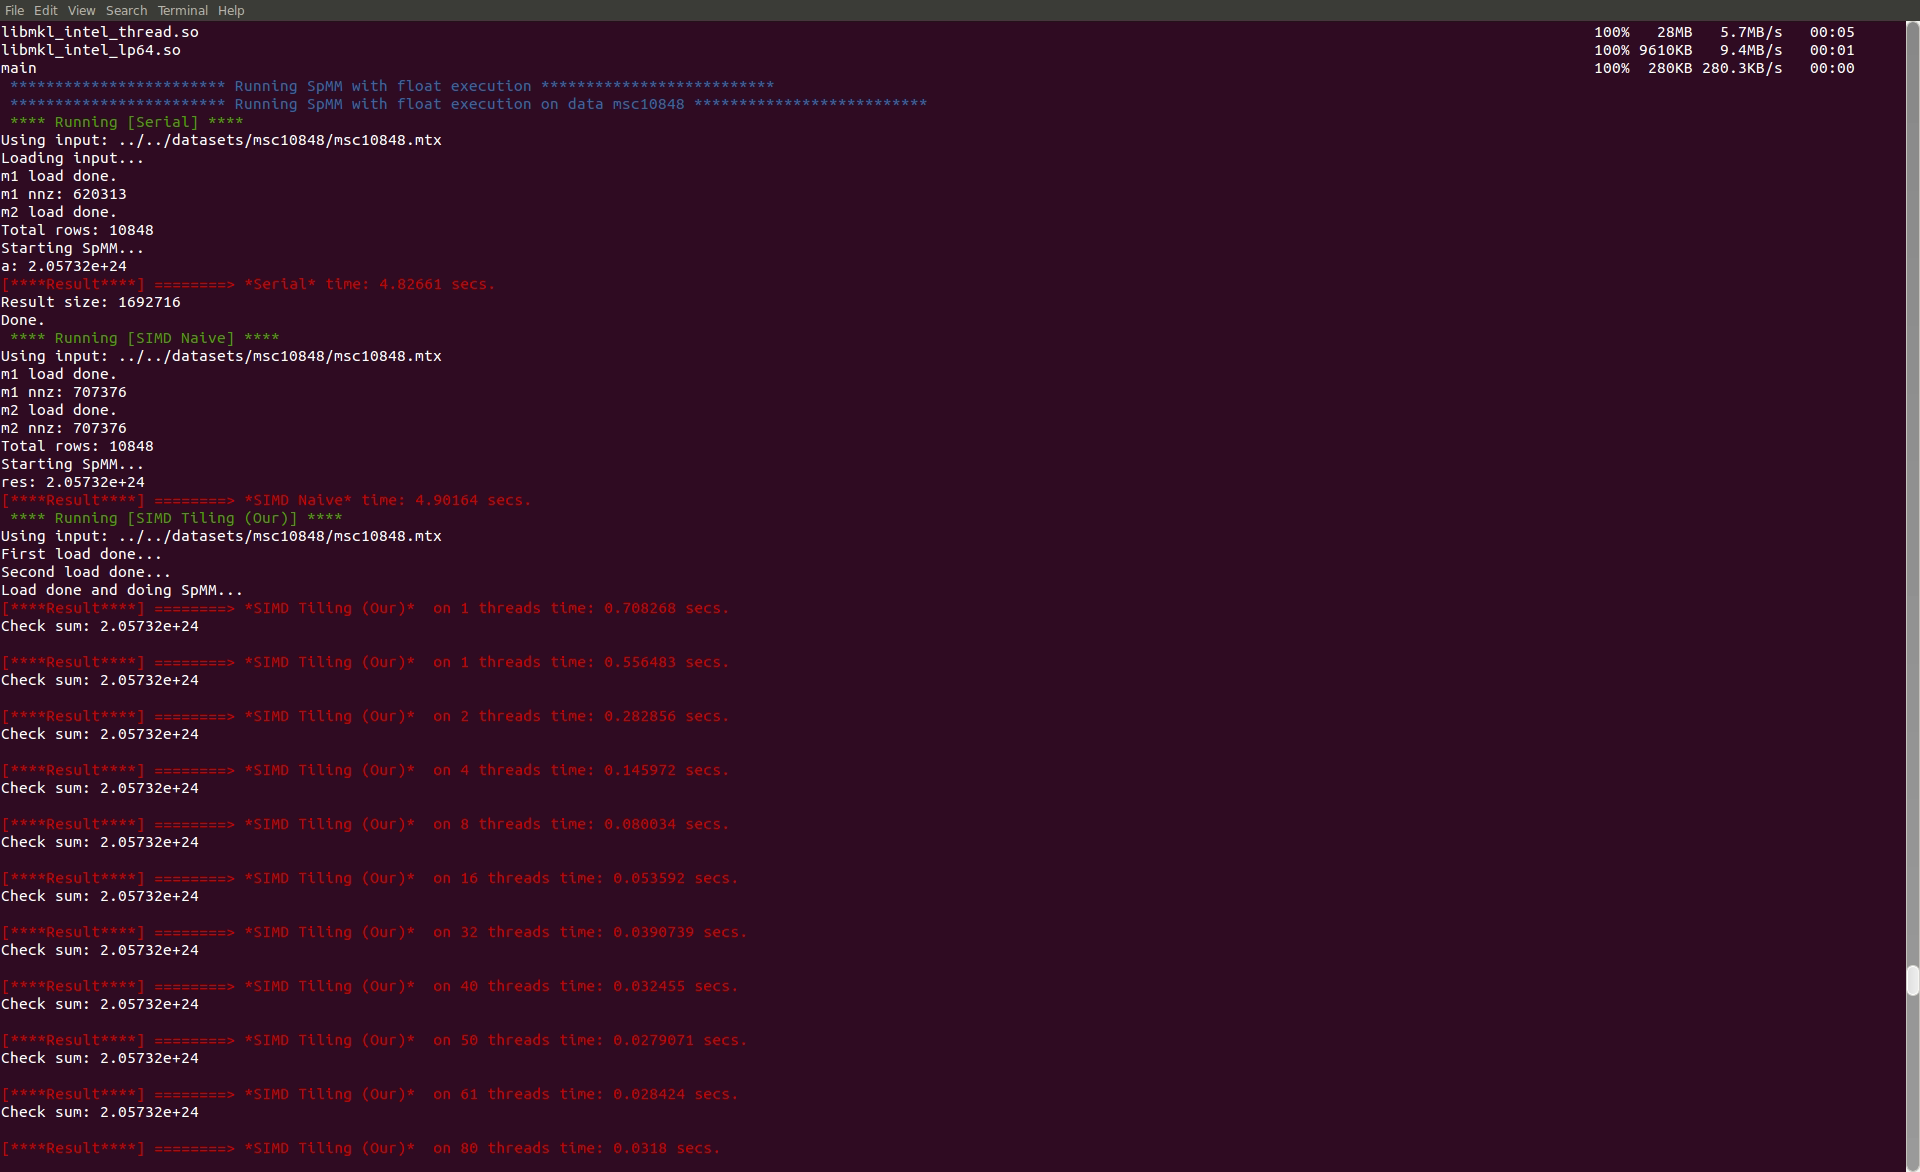 File Edit View Search Terminal Help
libmkl_intel_thread.so 100% 28MB 5.7MB/s 00:05
libmkl_intel_lp64.so 100% 9610KB 9.4MB/s 00:01
main 100% 280KB 280.3KB/s 00:00
************************ Running SpMM with float execution **************************
************************ Running SpMM with float execution on data msc10848 **************************
**** Running [Serial] ****
Using input: ../../datasets/msc10848/msc10848.mtx
Loading input...
m1 load done.
m1 nnz: 620313
m2 load done.
Total rows: 10848
Starting SpMM...
a: 2.05732e+24
[****Result****] ========> *Serial* time: 4.82661 secs.
Result size: 1692716
Done.
**** Running [SIMD Naive] ****
Using input: ../../datasets/msc10848/msc10848.mtx
m1 load done.
m1 nnz: 707376
m2 load done.
m2 nnz: 707376
Total rows: 10848
Starting SpMM...
res: 2.05732e+24
[****Result****] ========> *SIMD Naive* time: 4.90164 secs.
**** Running [SIMD Tiling (Our)] ****
Using input: ../../datasets/msc10848/msc10848.mtx
First load done...
Second load done...
Load done and doing SpMM...
[****Result****] ========> *SIMD Tiling (Our)*  on 1 threads time: 0.708268 secs.
Check sum: 2.05732e+24
[****Result****] ========> *SIMD Tiling (Our)*  on 1 threads time: 0.556483 secs.
Check sum: 2.05732e+24
[****Result****] ========> *SIMD Tiling (Our)*  on 2 threads time: 0.282856 secs.
Check sum: 2.05732e+24
[****Result****] ========> *SIMD Tiling (Our)*  on 4 threads time: 0.145972 secs.
Check sum: 2.05732e+24
[****Result****] ========> *SIMD Tiling (Our)*  on 8 threads time: 0.080034 secs.
Check sum: 2.05732e+24
[****Result****] ========> *SIMD Tiling (Our)*  on 16 threads time: 0.053592 secs.
Check sum: 2.05732e+24
[****Result****] ========> *SIMD Tiling (Our)*  on 32 threads time: 0.0390739 secs.
Check sum: 2.05732e+24
[****Result****] ========> *SIMD Tiling (Our)*  on 40 threads time: 0.032455 secs.
Check sum: 2.05732e+24
[****Result****] ========> *SIMD Tiling (Our)*  on 50 threads time: 0.0279071 secs.
Check sum: 2.05732e+24
[****Result****] ========> *SIMD Tiling (Our)*  on 61 threads time: 0.028424 secs.
Check sum: 2.05732e+24
[****Result****] ========> *SIMD Tiling (Our)*  on 80 threads time: 0.0318 secs.